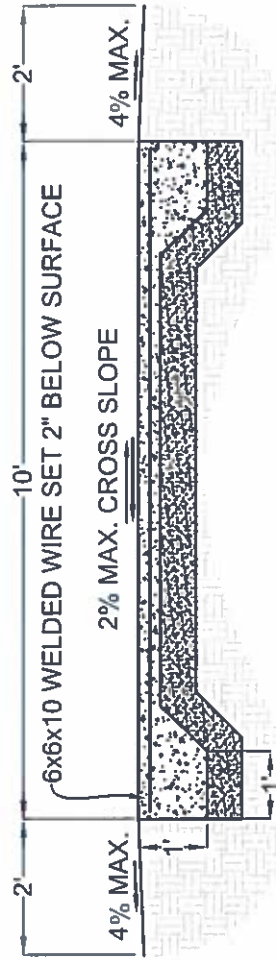 2'
10'
2'
6x6x10 WELDED WIRE SET 2" BELOW SURFACE
4% MAX.
2% MAX. CROSS SLOPE
4% MAX.
1'
1'